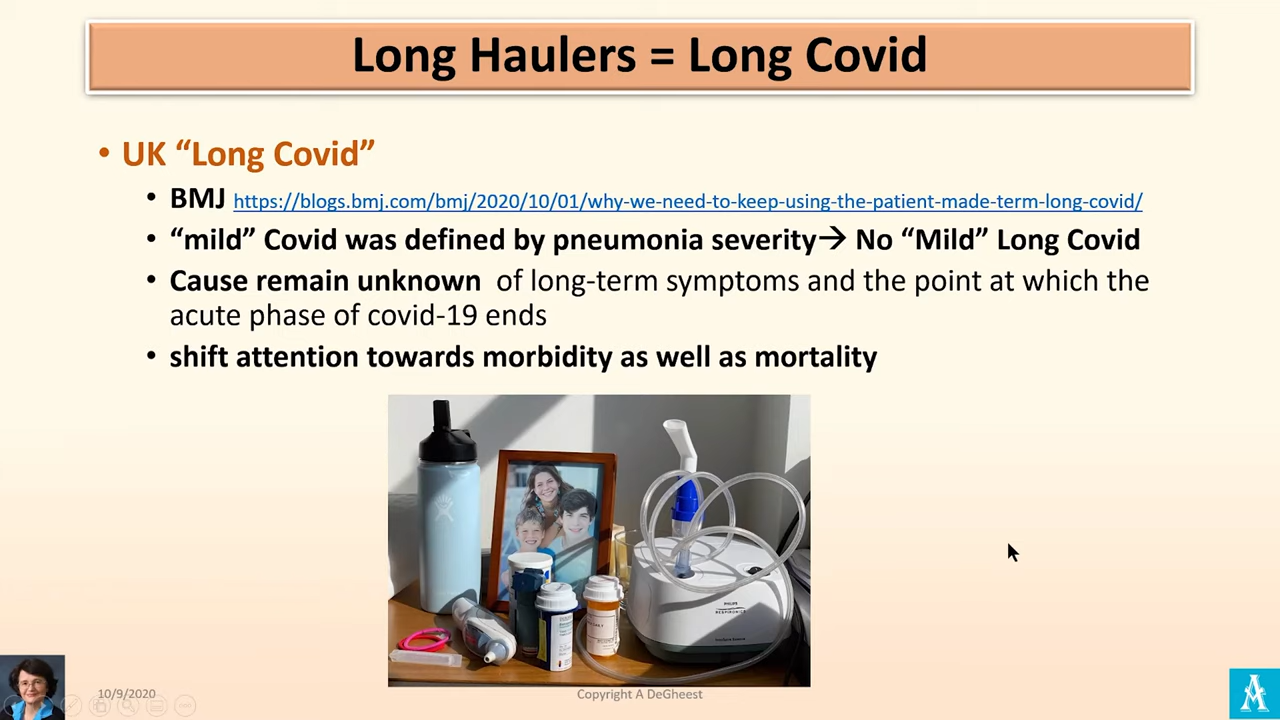 Long Haulers = Long Covid
• UK “Long Covid”
• BMJ https://blogs.bmj.com/bmj/2020/10/01/why-we-need-to-keep-using-the-patient-made-term-long-covid/
• “mild” Covid was defined by pneumonia severity→ No “Mild” Long Covid
• Cause remain unknown of long-term symptoms and the point at which the
acute phase of covid-19 ends
• shift attention towards morbidity as well as mortality
PHILIPS
RESPIRONICS
10/9/2020
Copyright A DeGheest
A